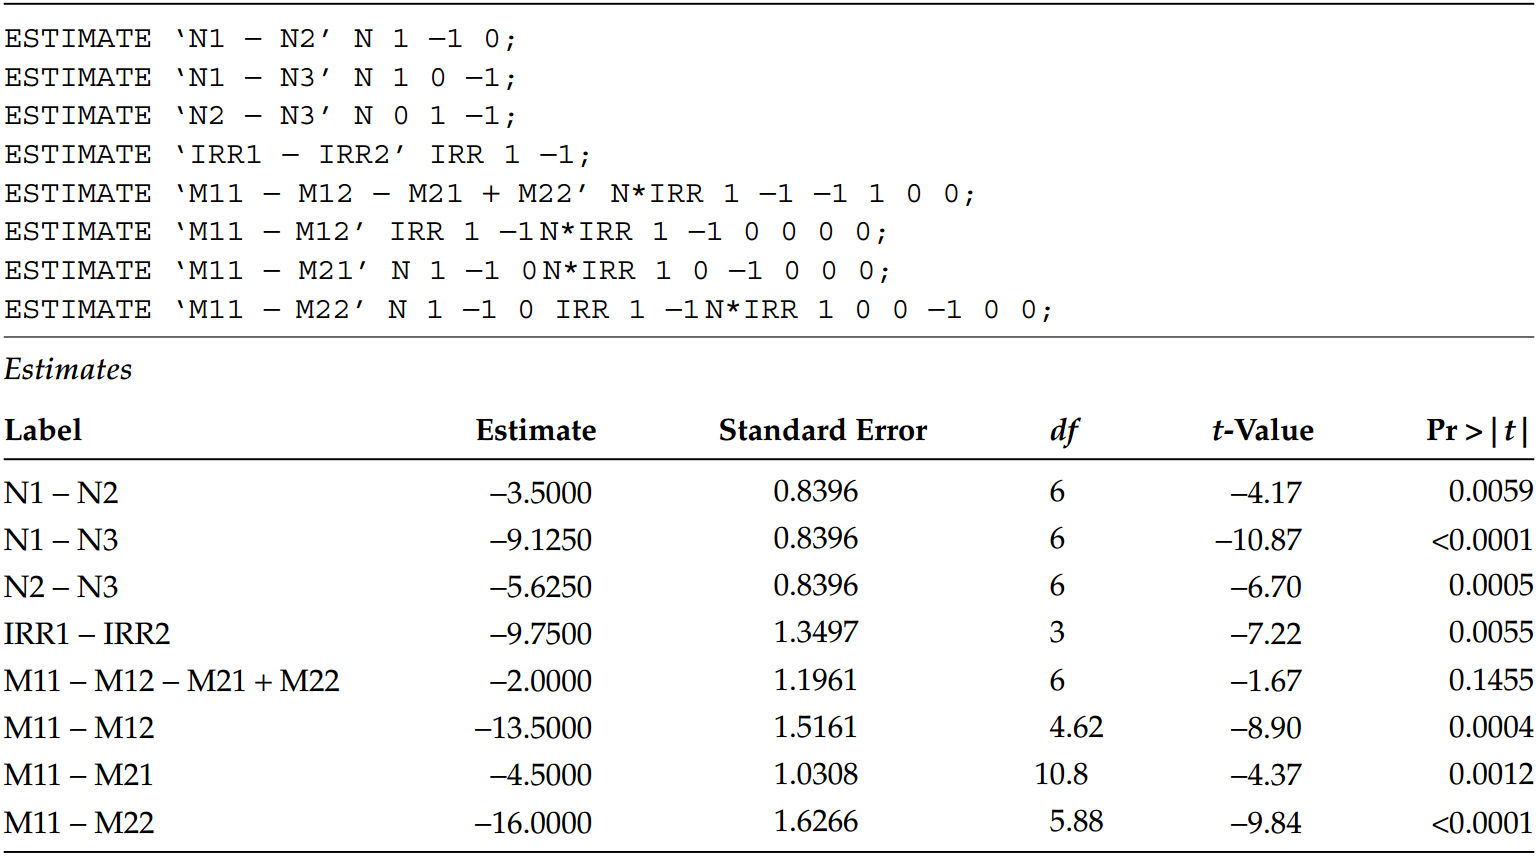 ESTIMATE ‘N1 – N2’ N 1 –1 0;
ESTIMATE ‘N1 – N3’ N 1 0 –1;
ESTIMATE ‘N2 – N3’ N 0 1 –1;
ESTIMATE ‘IRR1 – IRR2’ IRR 1 –1;
ESTIMATE ‘M11 – M12 – M21 + M22’ N*IRR 1 –1 –1 1 0 0;
ESTIMATE ‘M11 – M12’ IRR 1 –1N*IRR 1 –1 0 0 0 0;
ESTIMATE ‘M11 – M21’ N 1 –1 0N*IRR 1 0 –1 0 0 0;
ESTIMATE ‘M11 – M22’ N 1 –1 0 IRR 1 –1N*IRR 1 0 0 –1 0 0;
Estimates
Label Estimate Standard Error df t-Value Pr > |t|
N1 – N2 –3.5000 0.8396 6 –4.17 0.0059
N1 – N3 –9.1250 0.8396 6 –10.87 <0.0001
N2 – N3 –5.6250 0.8396 6 –6.70 0.0005
IRR1 – IRR2 –9.7500 1.3497 3 –7.22 0.0055
M11 – M12 – M21 + M22 –2.0000 1.1961 6 –1.67 0.1455
M11 – M12 –13.5000 1.5161 4.62 –8.90 0.0004
M11 – M21 –4.5000 1.0308 10.8 –4.37 0.0012
M11 – M22 –16.0000 1.6266 5.88 –9.84 <0.0001